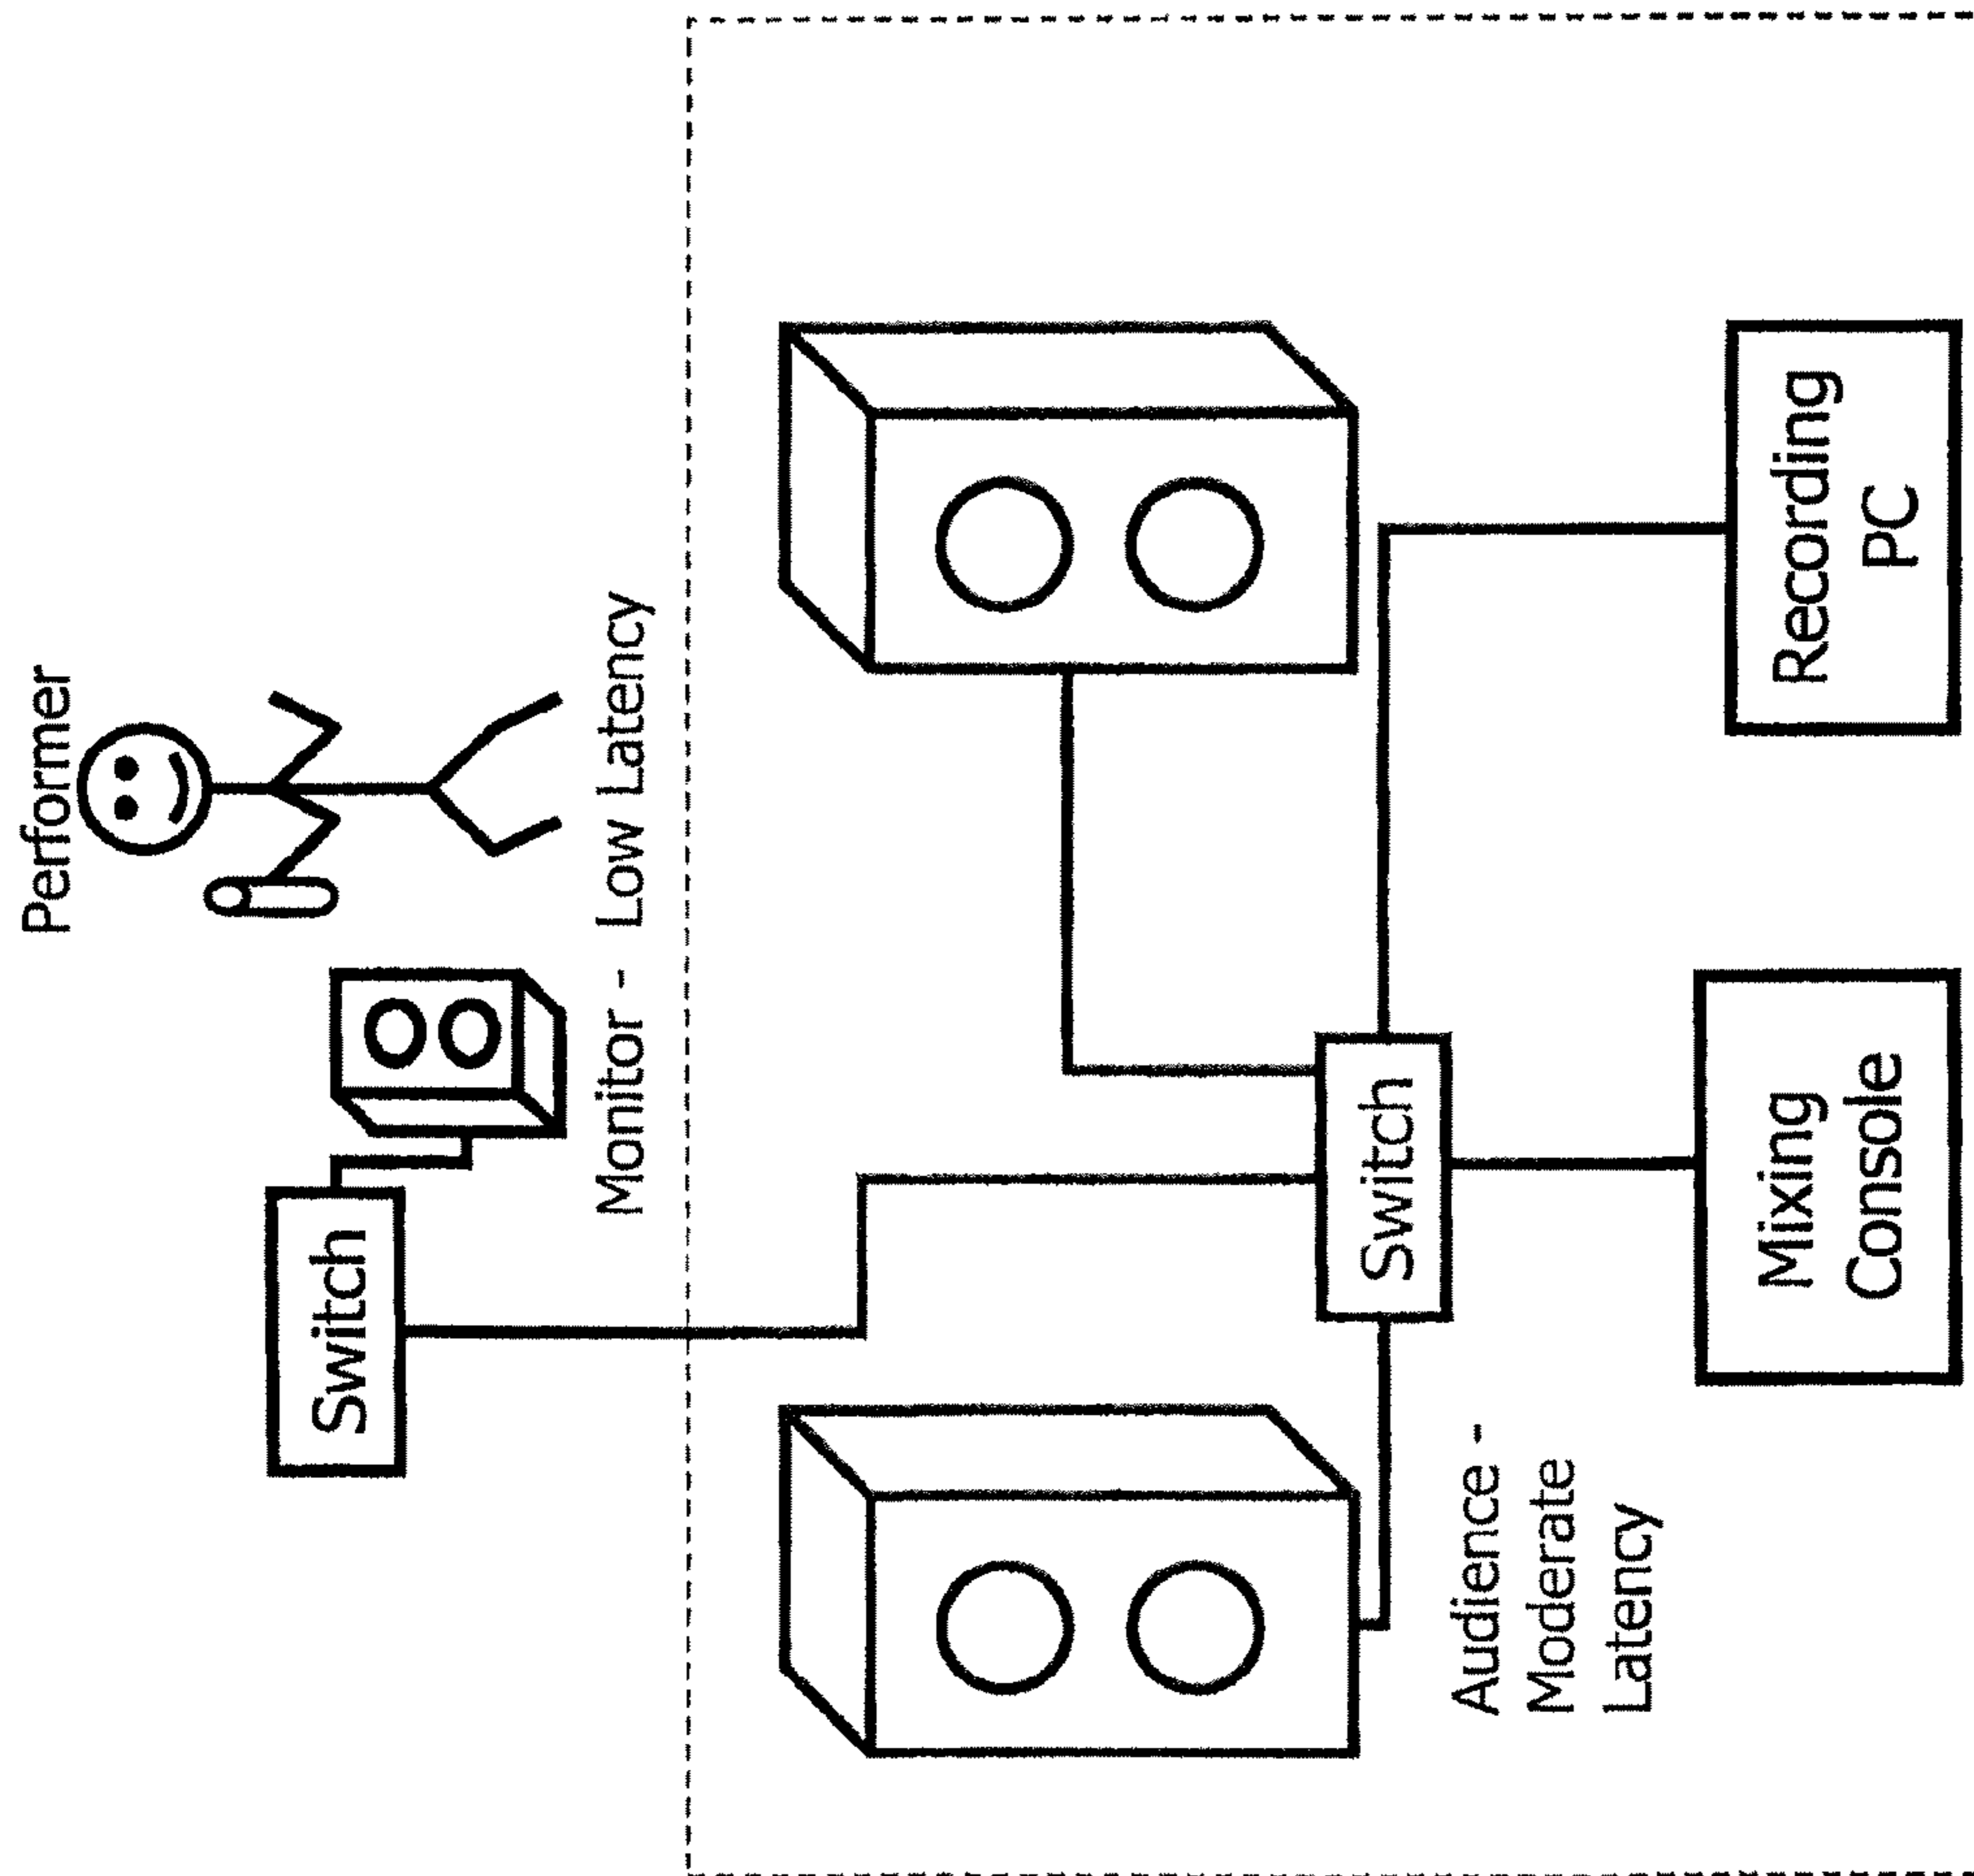 Performer
Switch
Monitor - Low Latency
Switch
Audience -
Moderate
Latency
Mixing
Console
Recording
PC